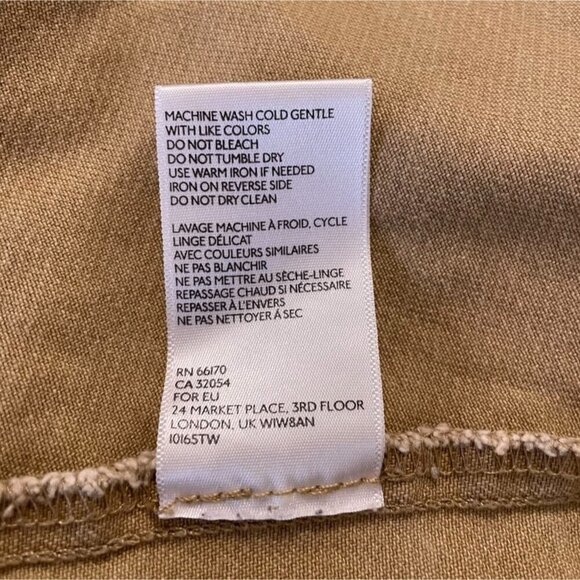 MACHINE WASH COLD GENTLE
WITH LIKE COLORS
DO NOT BLEACH
DO NOT TUMBLE DRY
USE WARM IRON IF NEEDED
IRON ON REVERSE SIDE
DO NOT DRY CLEAN
LAVAGE MACHINE À FROID, CYCLE
LINGE DÉLICAT
AVEC COULEURS SIMILAIRES
NE PAS BLANCHIR
NE PAS METTRE AU SÈCHE-LINGE
REPASSAGE CHAUD SI NÉCESSAIRE
REPASSER À L'ENVERS
NE PAS NETTOYER À SEC
RN 66170
CA 32054
FOR EU
24 MARKET PLACE, 3RD FLOOR
LONDON, UK W1W8AN
10165TW